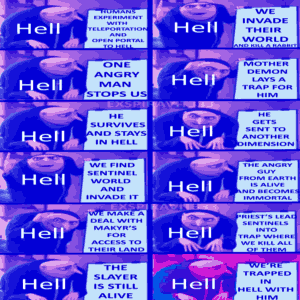 Hell
HUMANS
EXPERIMENT
WITH
TELEPORTATION
AND
OPEN PORTAL
TO HELL
Hell
WE
INVADE
THEIR
WORLD
AND KILL A RABBIT
Hell
ONE
ANGRY
MAN
STOPS US
Hell
MOTHER
DEMON
LAYS A
TRAP FOR
HIM
Hell
HE
SURVIVES
AND STAYS
IN HELL
Hell
HE
GETS
SENT TO
ANOTHER
DIMENSION
Hell
WE FIND
SENTINEL
WORLD
AND
INVADE IT
Hell
THE ANGRY
GUY
FROM EARTH
IS ALIVE
AND BECOMES
IMMORTAL
Hell
WE MAKE A
DEAL WITH
MAKYR'S
FOR
ACCESS TO
THEIR LAND
Hell
PRIEST'S LEAD
SENTINELS
INTO
TRAP WHERE
WE KILL ALL
OF THEM
Hell
THE
SLAYER
IS STILL
ALIVE
Hell
WE'RE
TRAPPED
IN
HELL WITH
HIM